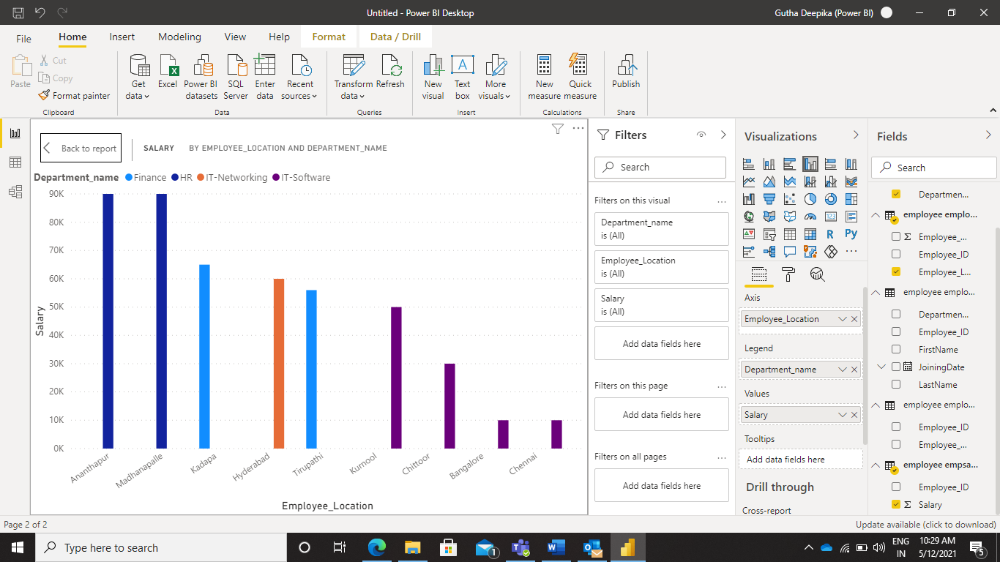 Untitled - Power BI Desktop
Gutha Deepika (Power BI)
File
Home
Insert
Modeling
View
Help
Format
Data / Drill
Paste
Cut
Copy
Format painter
Clipboard
Get data
Excel
Power BI datasets
SQL Server
Enter data
Recent sources
Data
Transform data
Refresh
Queries
New visual
Text box
A
More visuals
Insert
New measure
Quick measure
Calculations
Publish
Share
Back to report
SALARY
BY EMPLOYEE_LOCATION AND DEPARTMENT_NAME
Department_name Finance HR IT-Networking IT-Software
90K
80K
70K
60K
50K
40K
30K
20K
10K
0K
Salary
Ananthapur
Madhanapalle
Kadapa
Hyderabad
Tirupathi
Kurnool
Chittoor
Bangalore
Chennai
Employee_Location
Filters
Search
Filters on this visual
...
Department_name
is (All)
Employee_Location
is (All)
Salary
is (All)
Add data fields here
Filters on this page
...
Add data fields here
Filters on all pages
...
Add data fields here
Visualizations
123
R
Py
...
Axis
Employee_Location
Legend
Department_name
Values
Salary
Tooltips
Add data fields here
Drill through
Cross-report
Fields
Search
Departmen...
employee emplo...
Σ Employee_...
Employee_ID
Employee_L...
employee emplo...
Departmen...
Employee_ID
FirstName
JoiningDate
LastName
employee emplo...
Employee_ID
Employee_...
employee empsa...
Employee_ID
Σ Salary
Page 2 of 2
Update available (click to download)
Type here to search
1
ENG
IN
10:29 AM
5/12/2021
5